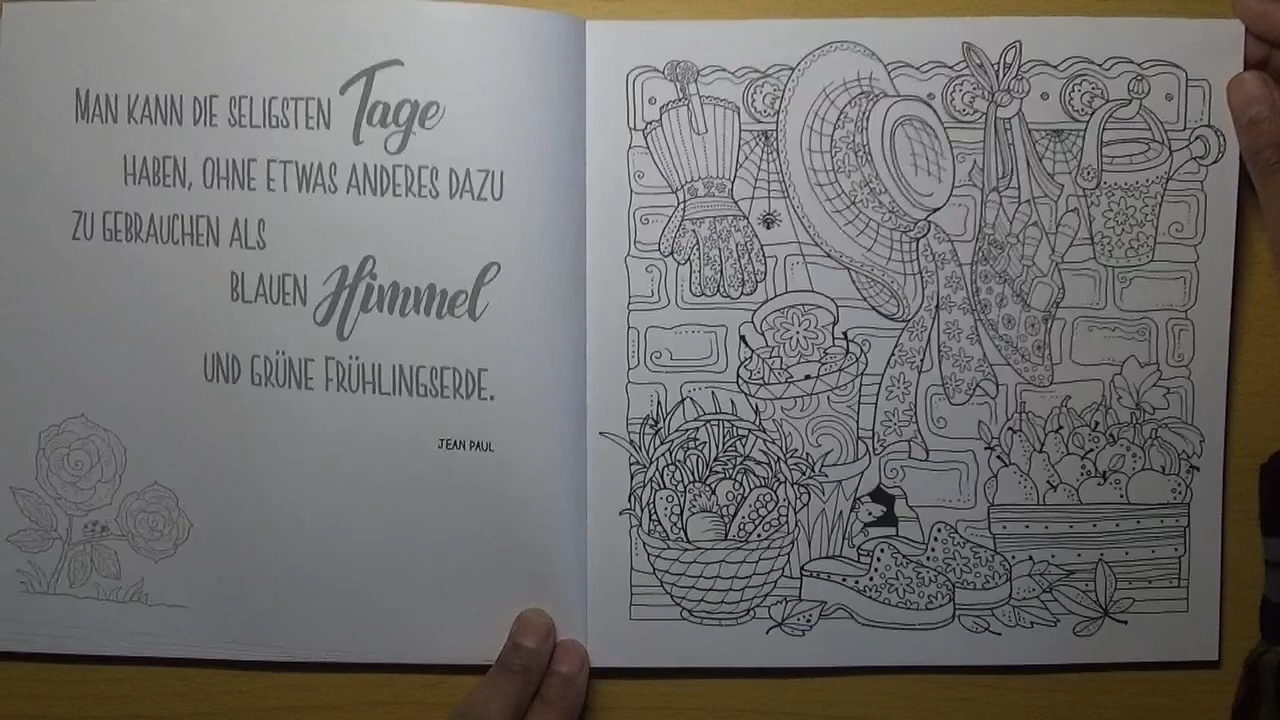 MAN KANN DIE SELIGSTEN Tage
HABEN, OHNE ETWAS ANDERES DAZU
ZU GEBRAUCHEN ALS
BLAUEN Himmel
UND GRÜNE FRÜHLINGSERDE.
JEAN PAUL